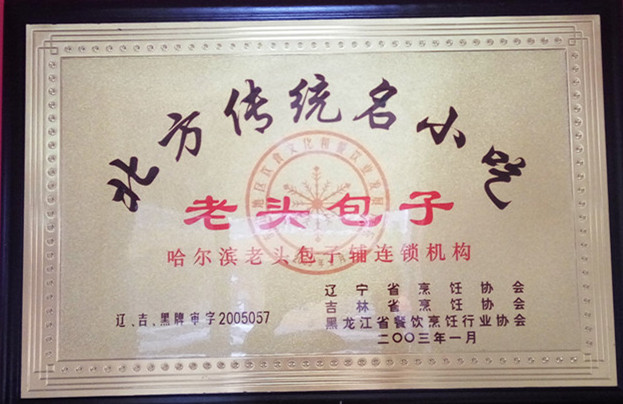 北方传统名小吃
老头包子
哈尔滨老头包子铺连锁机构
辽宁省烹饪协会
吉林省烹饪协会
辽、吉、黑牌审字2005057
黑龙江省餐饮烹饪行业协会
二〇〇三年一月